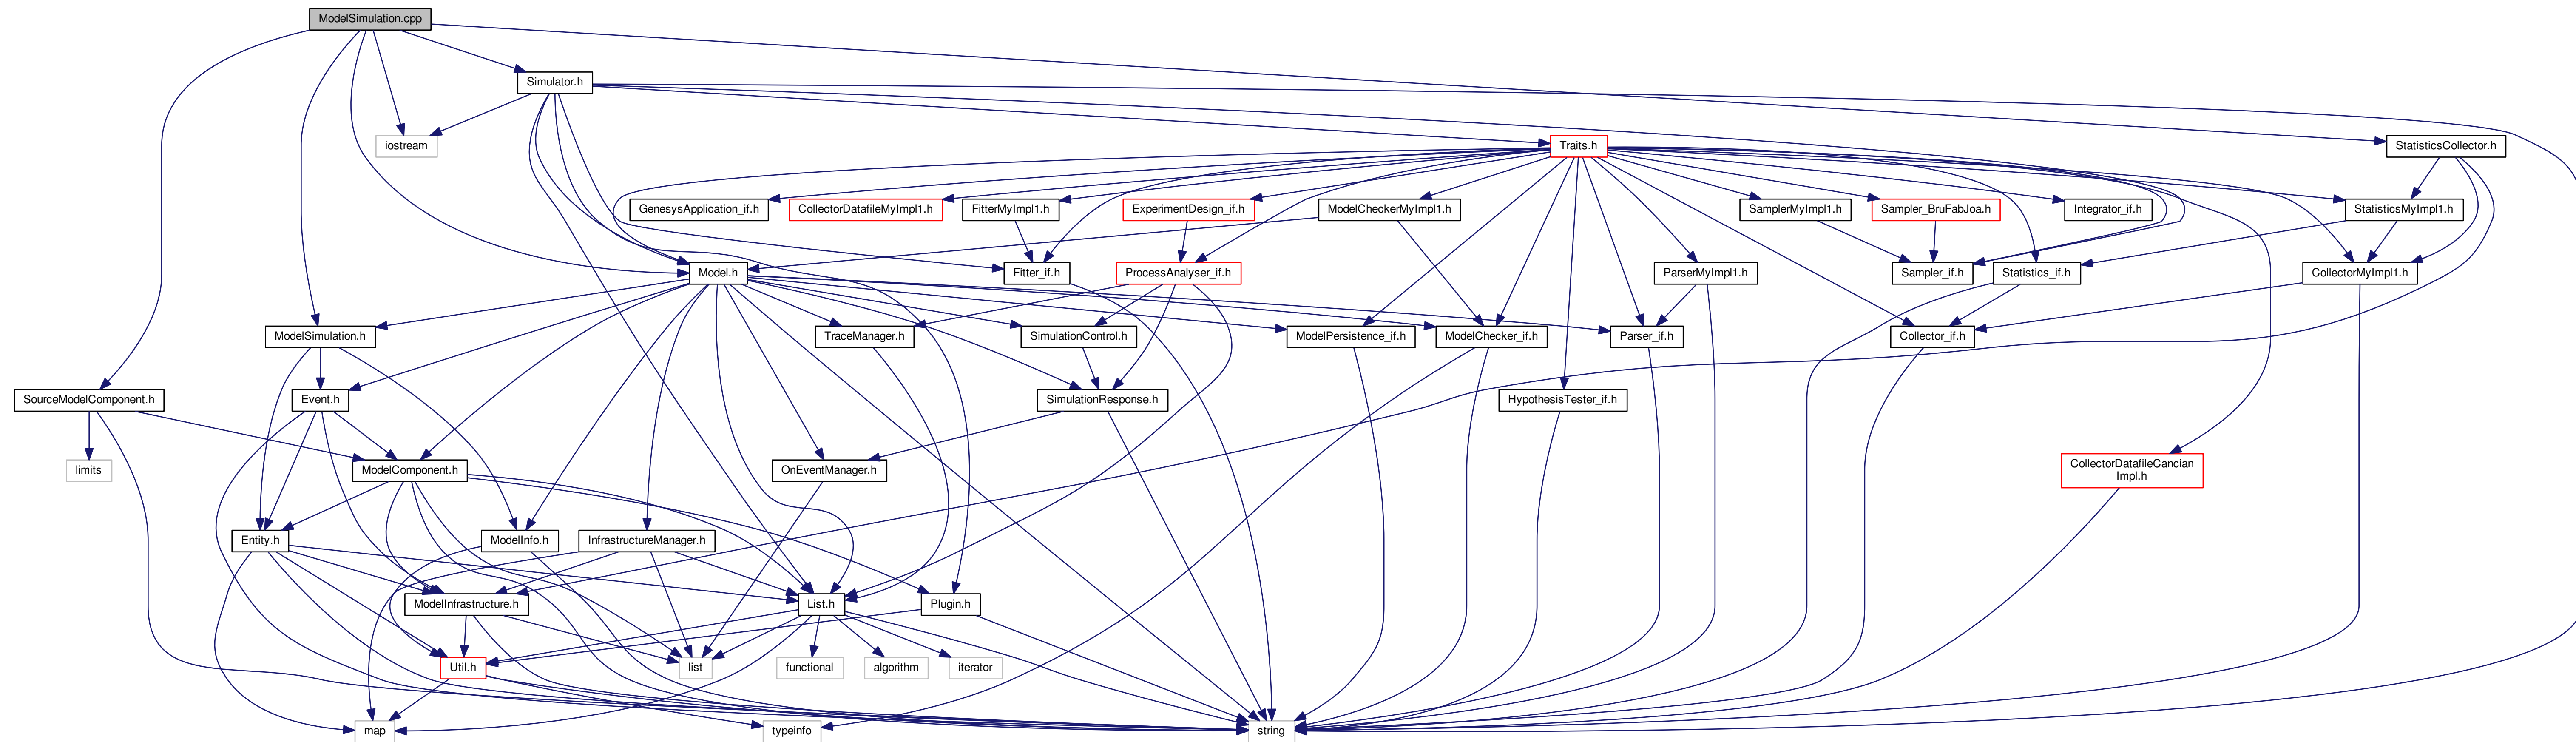 ModelSimulation.cpp
Simulator.h
iostream
Traits.h
StatisticsCollector.h
GenesysApplication_if.h
CollectorDatafileMyImpl1.h
FitterMyImpl1.h
ExperimentDesign_if.h
ModelCheckerMyImpl1.h
SamplerMyImpl1.h
Sampler_BruFabJoa.h
Integrator_if.h
StatisticsMyImpl1.h
Model.h
Fitter_if.h
ProcessAnalyser_if.h
ParserMyImpl1.h
Sampler_if.h
Statistics_if.h
CollectorMyImpl1.h
ModelSimulation.h
TraceManager.h
SimulationControl.h
ModelPersistence_if.h
ModelChecker_if.h
Parser_if.h
Collector_if.h
SourceModelComponent.h
Event.h
SimulationResponse.h
HypothesisTester_if.h
limits
ModelComponent.h
OnEventManager.h
CollectorDatafileCancian
Impl.h
Entity.h
ModelInfo.h
InfrastructureManager.h
ModelInfrastructure.h
List.h
Plugin.h
Util.h
list
functional
algorithm
iterator
map
typeinfo
string